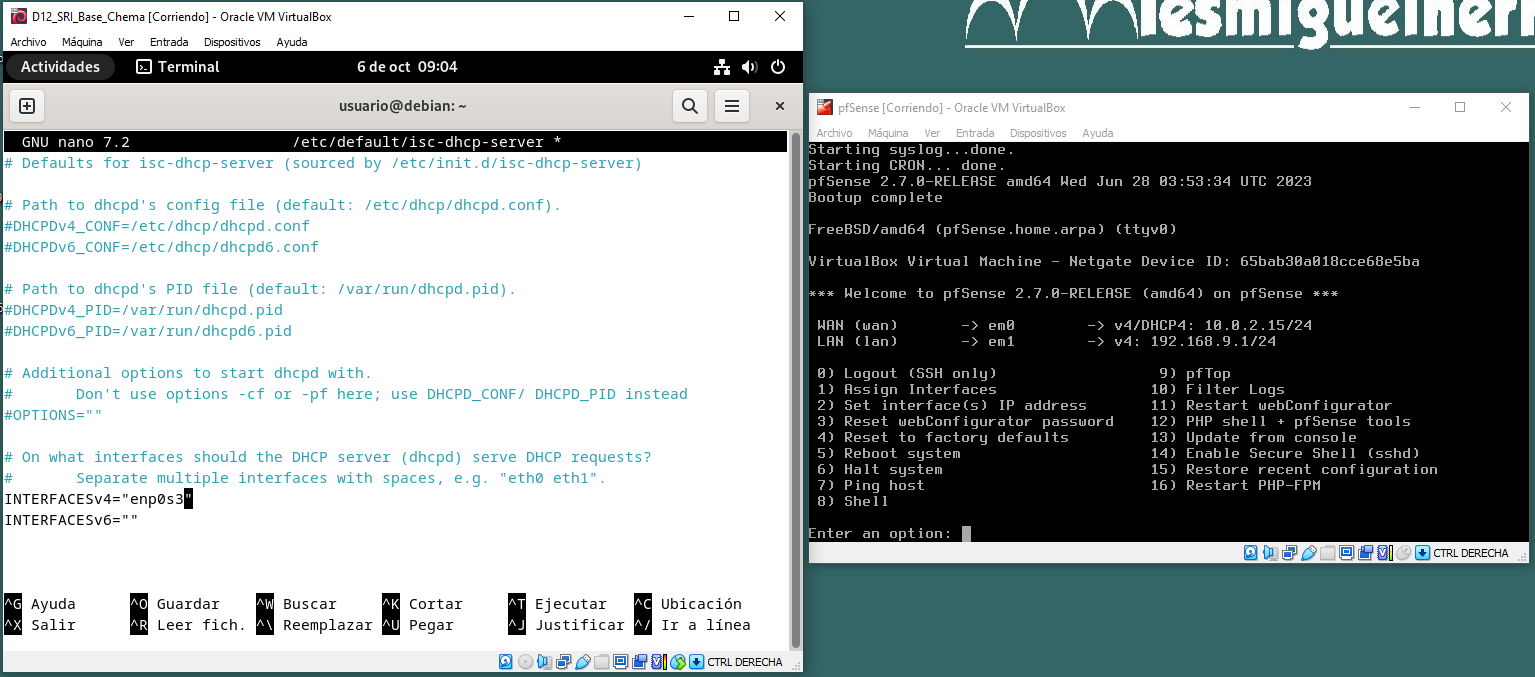 D12_SRI_Base_Chema [Corriendo] - Oracle VM VirtualBox
Archivo Máquina Ver Entrada Dispositivos Ayuda
Actividades Terminal 6 de oct 09:04
usuario@debian: ~
GNU nano 7.2 /etc/default/isc-dhcp-server *
# Defaults for isc-dhcp-server (sourced by /etc/init.d/isc-dhcp-server)
# Path to dhcpd's config file (default: /etc/dhcp/dhcpd.conf).
#DHCPDv4_CONF=/etc/dhcp/dhcpd.conf
#DHCPDv6_CONF=/etc/dhcp/dhcpd6.conf
# Path to dhcpd's PID file (default: /var/run/dhcpd.pid).
#DHCPDv4_PID=/var/run/dhcpd.pid
#DHCPDv6_PID=/var/run/dhcpd6.pid
# Additional options to start dhcpd with.
#       Don't use options -cf or -pf here; use DHCPD_CONF/ DHCPD_PID instead
#OPTIONS=""
# On what interfaces should the DHCP server (dhcpd) serve DHCP requests?
#       Separate multiple interfaces with spaces, e.g. "eth0 eth1".
INTERFACESv4="enp0s3"
INTERFACESv6=""
^G Ayuda ^O Guardar ^W Buscar ^K Cortar ^T Ejecutar ^C Ubicación
^X Salir ^R Leer fich. ^\ Reemplazar ^U Pegar ^J Justificar ^/ Ir a línea
CTRL DERECHA
iesmiguelher
pfSense [Corriendo] - Oracle VM VirtualBox
Archivo Máquina Ver Entrada Dispositivos Ayuda
Starting syslog...done.
Starting CRON... done.
pfSense 2.7.0-RELEASE amd64 Wed Jun 28 03:53:34 UTC 2023
Bootup complete
FreeBSD/amd64 (pfSense.home.arpa) (ttyv0)
VirtualBox Virtual Machine - Netgate Device ID: 65bab30a018cce68e5ba
*** Welcome to pfSense 2.7.0-RELEASE (amd64) on pfSense ***
WAN (wan) -> em0 -> v4/DHCP4: 10.0.2.15/24
LAN (lan) -> em1 -> v4: 192.168.9.1/24
0) Logout (SSH only) 9) pfTop
1) Assign Interfaces 10) Filter Logs
2) Set interface(s) IP address 11) Restart webConfigurator
3) Reset webConfigurator password 12) PHP shell + pfSense tools
4) Reset to factory defaults 13) Update from console
5) Reboot system 14) Enable Secure Shell (sshd)
6) Halt system 15) Restore recent configuration
7) Ping host 16) Restart PHP-FPM
8) Shell
Enter an option:
CTRL DERECHA